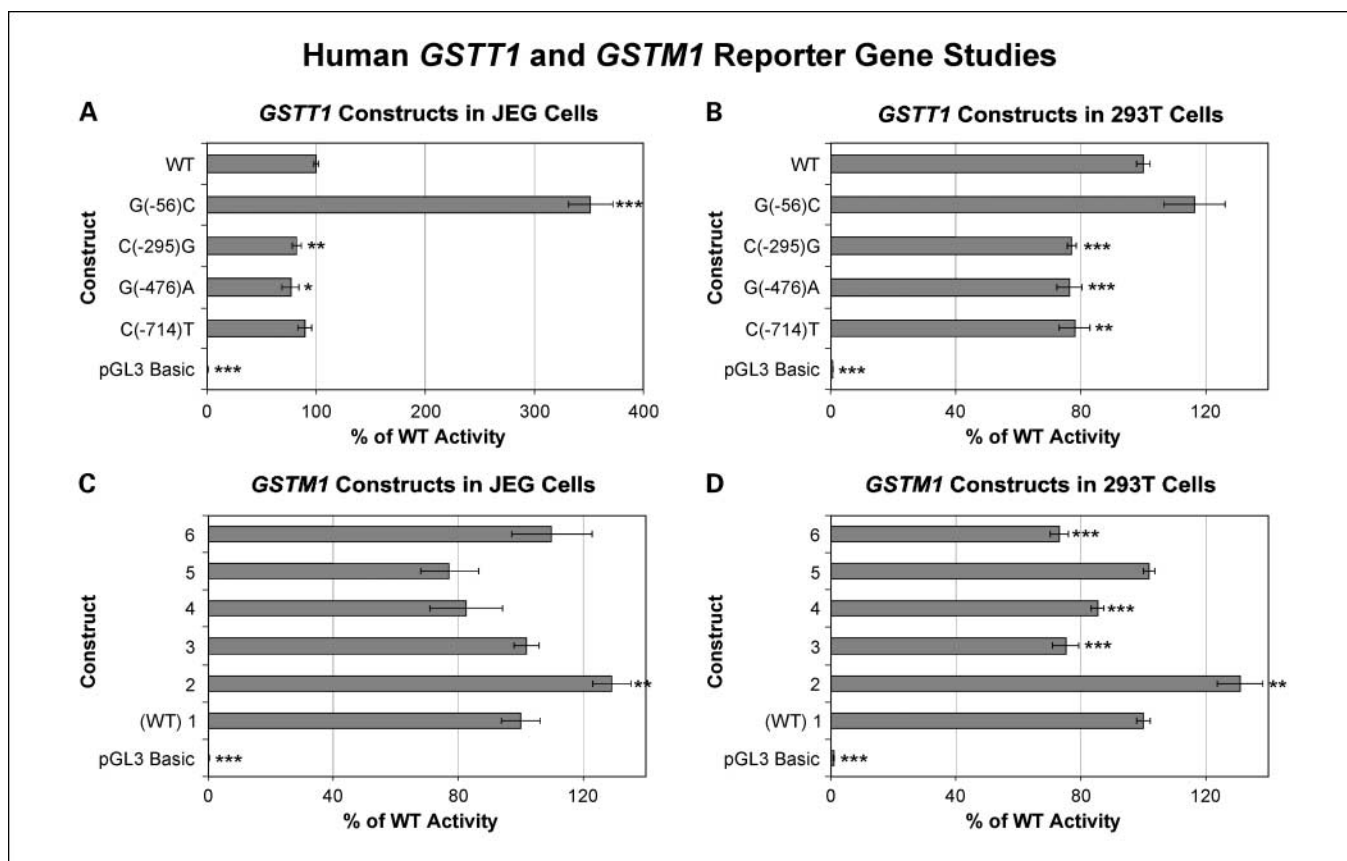 Human GSTT1 and GSTM1 Reporter Gene Studies
A
GSTT1 Constructs in JEG Cells
Construct
WT
G(-56)C
***
C(-295)G
**
G(-476)A
*
C(-714)T
pGL3 Basic
***
0 100 200 300 400
% of WT Activity
B
GSTT1 Constructs in 293T Cells
Construct
WT
G(-56)C
C(-295)G
***
G(-476)A
***
C(-714)T
**
pGL3 Basic
***
0 40 80 120
% of WT Activity
C
GSTM1 Constructs in JEG Cells
Construct
6
5
4
3
2
**
(WT) 1
pGL3 Basic
***
0 40 80 120
% of WT Activity
D
GSTM1 Constructs in 293T Cells
Construct
6
***
5
4
***
3
***
2
**
(WT) 1
pGL3 Basic
***
0 40 80 120
% of WT Activity